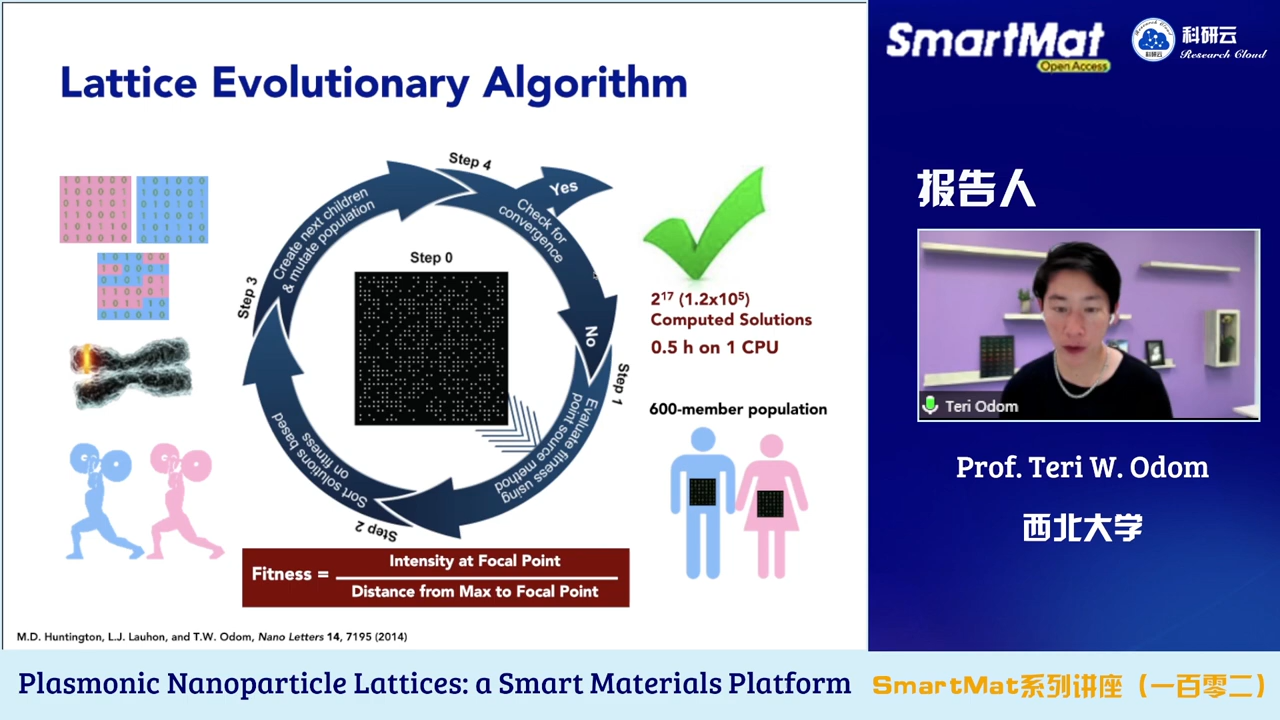 Lattice Evolutionary Algorithm
Step 0
Step 1
Evaluate fitness using
point source method
Step 2
Sort solutions based
on fitness
Step 3
Create next children
& mutate population
Step 4
Check for
convergence
Yes
No
2¹⁷ (1.2x10⁵)
Computed Solutions
0.5 h on 1 CPU
600-member population
Fitness = Intensity at Focal Point
Distance from Max to Focal Point
M.D. Huntington, L.J. Lauhon, and T.W. Odom, Nano Letters 14, 7195 (2014)
SmartMat
Open Access
科研云
Research Cloud
报告人
Teri Odom
Prof. Teri W. Odom
西北大学
Plasmonic Nanoparticle Lattices: a Smart Materials Platform
SmartMat系列讲座（一百零二）